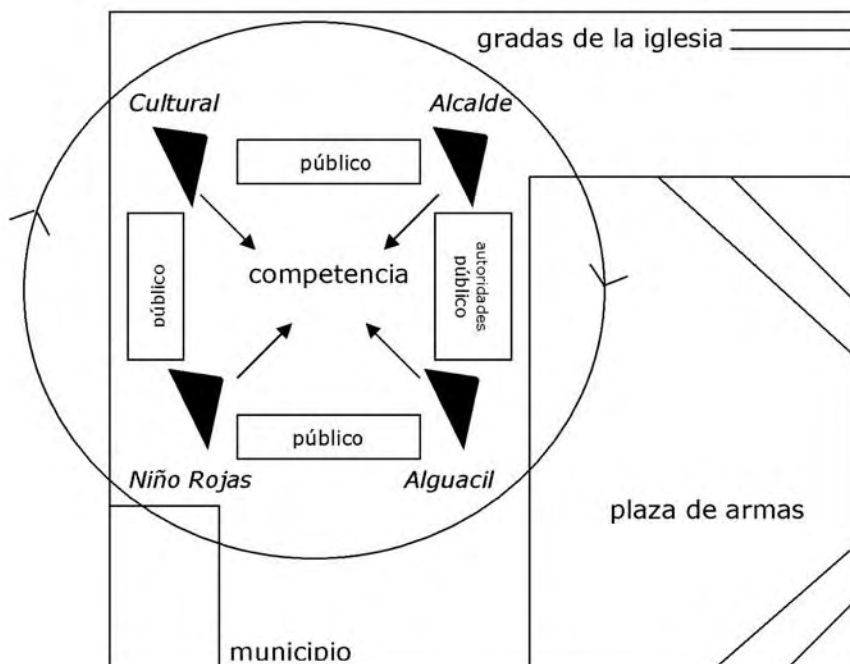 gradas de la iglesia
Cultural
Alcalde
público
público
competencia
autoridades
público
público
Niño Rojas
Alguacil
plaza de armas
municipio